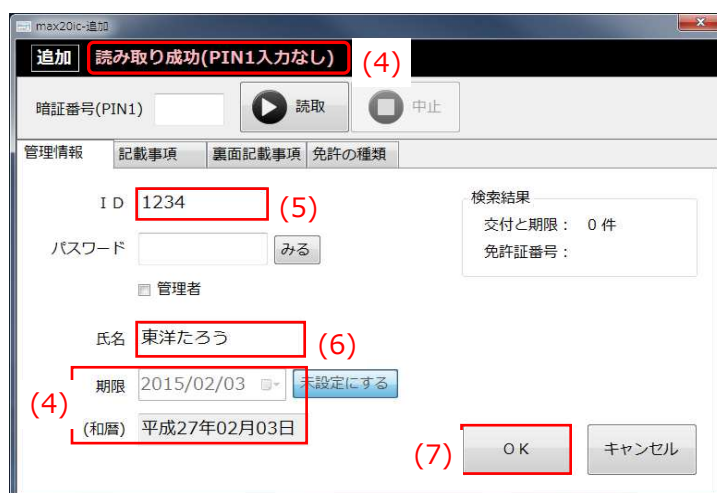 max20ic-追加
追加 読み取り成功(PIN1入力なし) (4)
暗証番号(PIN1) 読取 中止
管理情報 記載事項 裏面記載事項 免許の種類
ＩＤ 1234 (5)
検索結果
交付と期限： 0 件
免許証番号：
パスワード みる
管理者
氏名 東洋たろう (6)
(4)
期限 2015/02/03 未設定にする
(和暦) 平成27年02月03日
(7) ＯＫ キャンセル